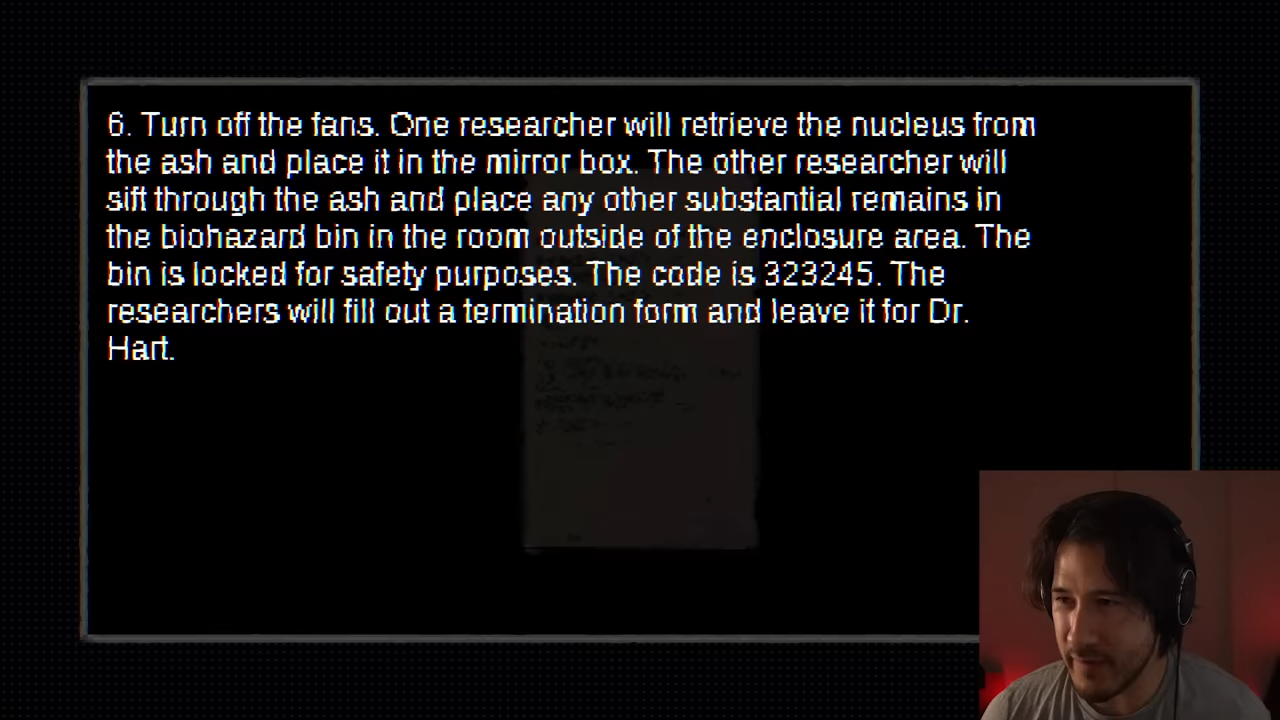 6. Turn off the fans. One researcher will retrieve the nucleus from
the ash and place it in the mirror box. The other researcher will
sift through the ash and place any other substantial remains in
the biohazard bin in the room outside of the enclosure area. The
bin is locked for safety purposes. The code is 323245. The
researchers will fill out a termination form and leave it for Dr.
Hart.